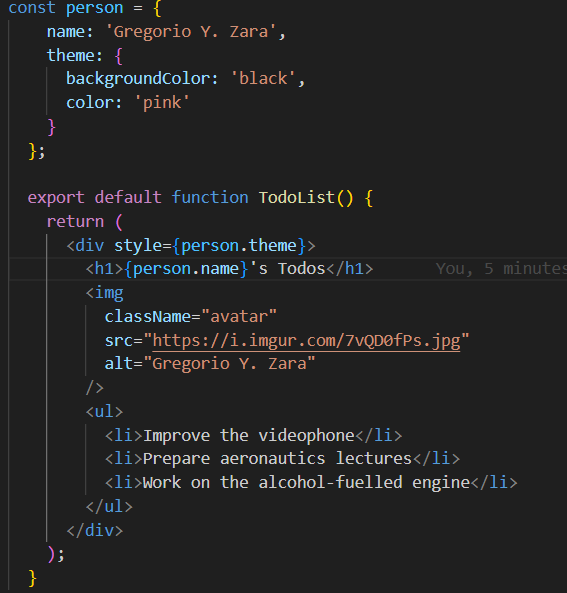 const person = {
name: 'Gregorio Y. Zara',
theme: {
backgroundColor: 'black',
color: 'pink'
}
};
export default function TodoList() {
return (
<div style={person.theme}>
<h1>{person.name}'s Todos</h1> You, 5 minutes
<img
className="avatar"
src="https://i.imgur.com/7vQD0fPs.jpg"
alt="Gregorio Y. Zara"
/>
<ul>
<li>Improve the videophone</li>
<li>Prepare aeronautics lectures</li>
<li>Work on the alcohol-fuelled engine</li>
</ul>
</div>
);
}